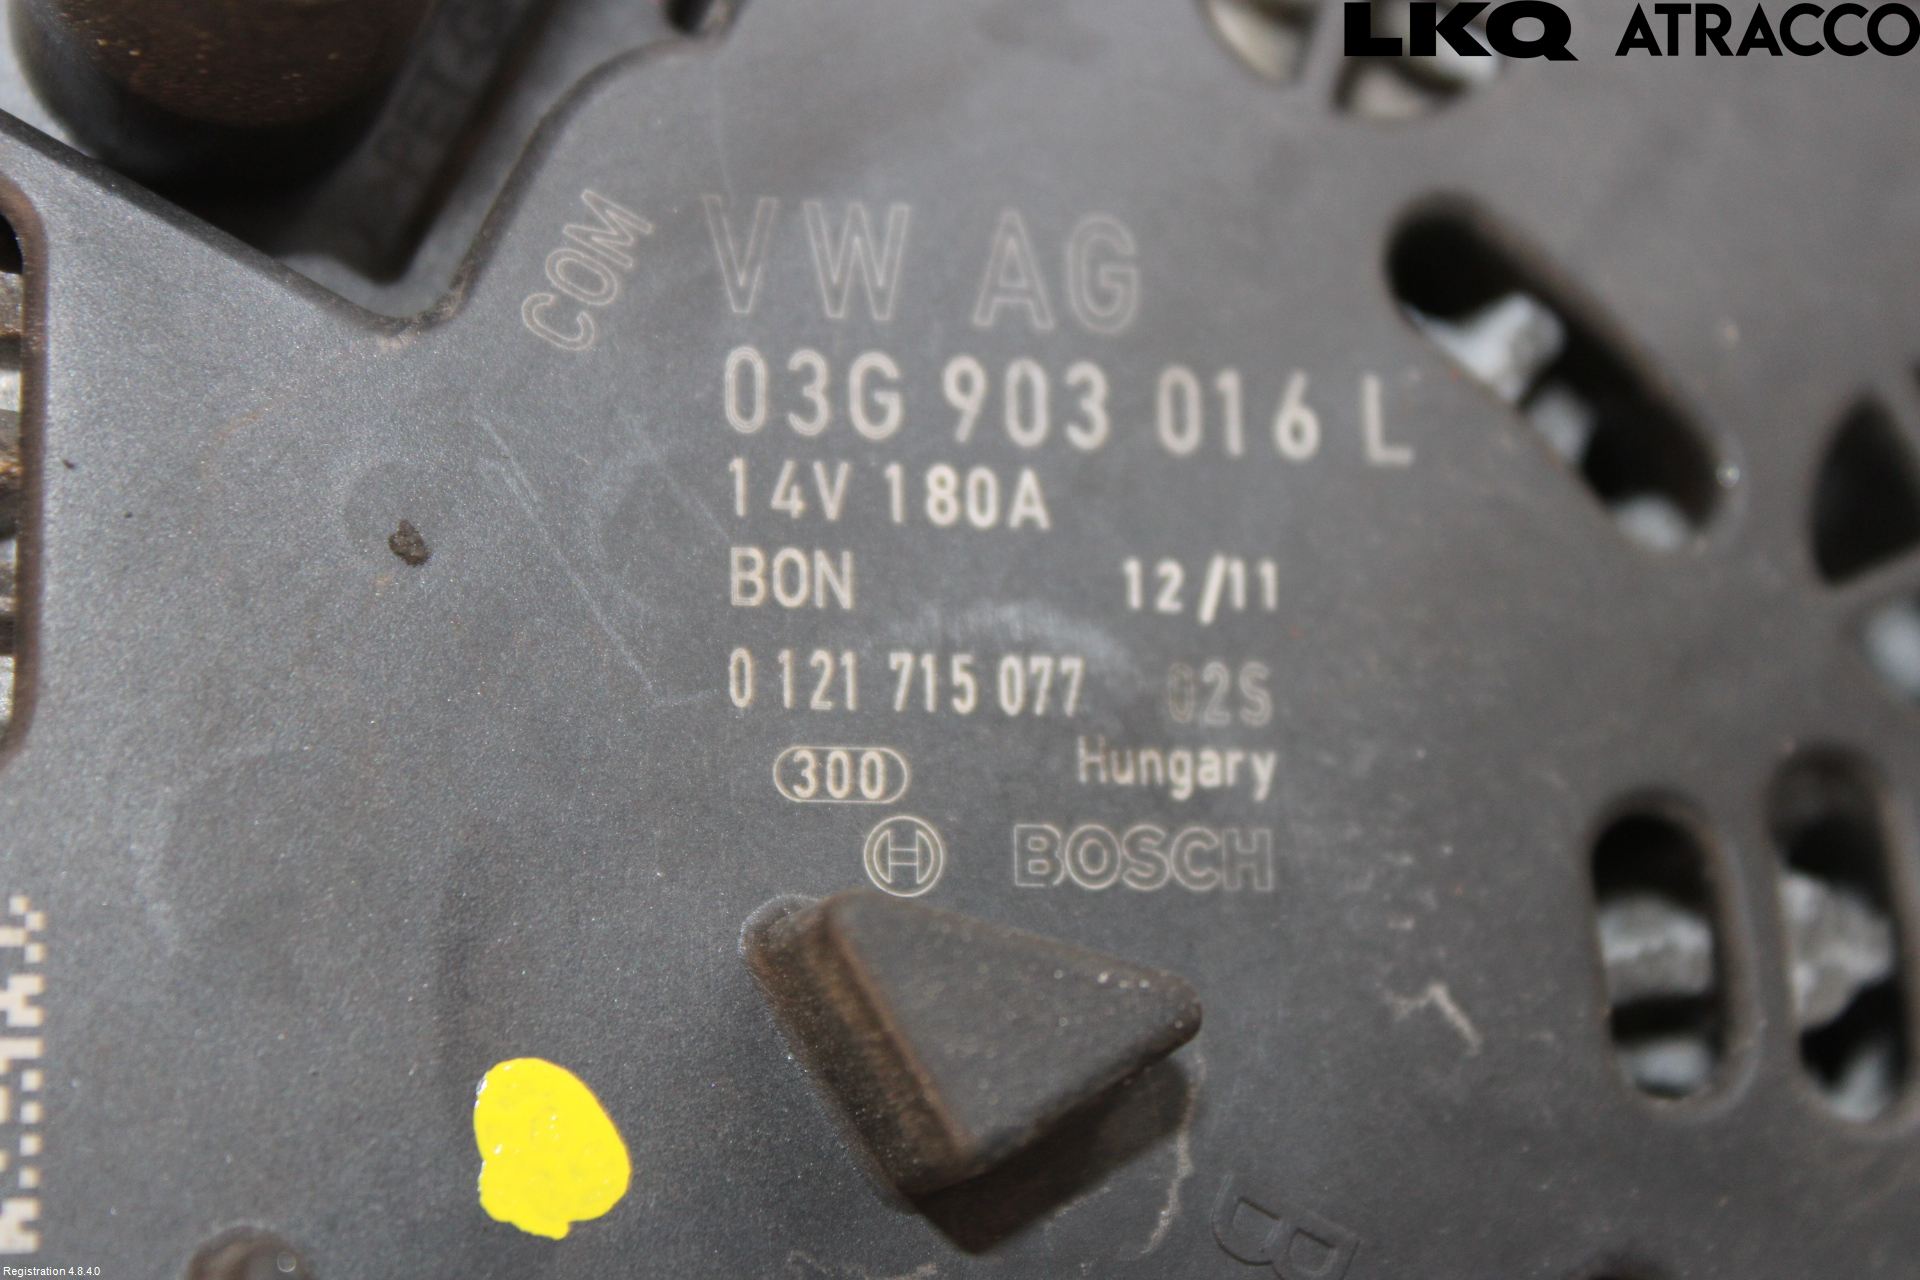 LKQ ATRACCO
COM
VW AG
03G 903 016 L
14V 180A
BON 12/11
0 121 715 077 02S
300 Hungary
BOSCH
B
Registration 4.8.4.0